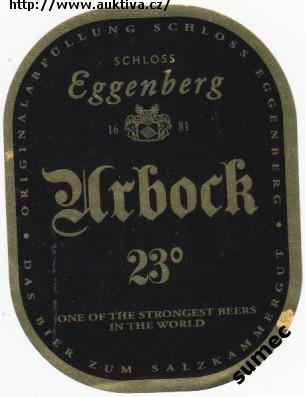 http://www.auktiva.cz/
• ORIGINALABFÜLLUNG SCHLOSS EGGENBERG •
SCHLOSS
Eggenberg
16 81
Urbock
23°
ONE OF THE STRONGEST BEERS
IN THE WORLD
DAS BIER ZUM SALZKAMMERGUT
sumec